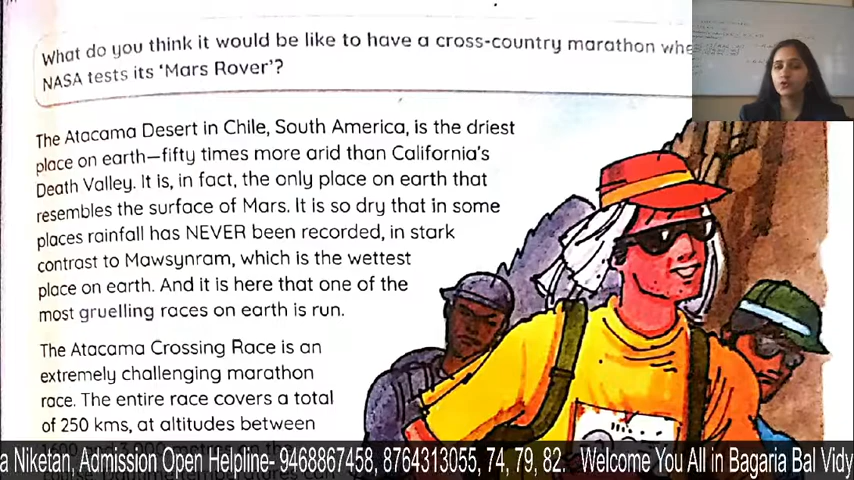 What do you think it would be like to have a cross-country marathon whe
NASA tests its 'Mars Rover'?
The Atacama Desert in Chile, South America, is the driest
place on earth—fifty times more arid than California's
Death Valley. It is, in fact, the only place on earth that
resembles the surface of Mars. It is so dry that in some
places rainfall has NEVER been recorded, in stark
contrast to Mawsynram, which is the wettest
place on earth. And it is here that one of the
most gruelling races on earth is run.
The Atacama Crossing Race is an
extremely challenging marathon
race. The entire race covers a total
of 250 kms, at altitudes between
a Niketan, Admission Open Helpline- 9468867458, 8764313055, 74, 79, 82. Welcome You All in Bagaria Bal Vidy